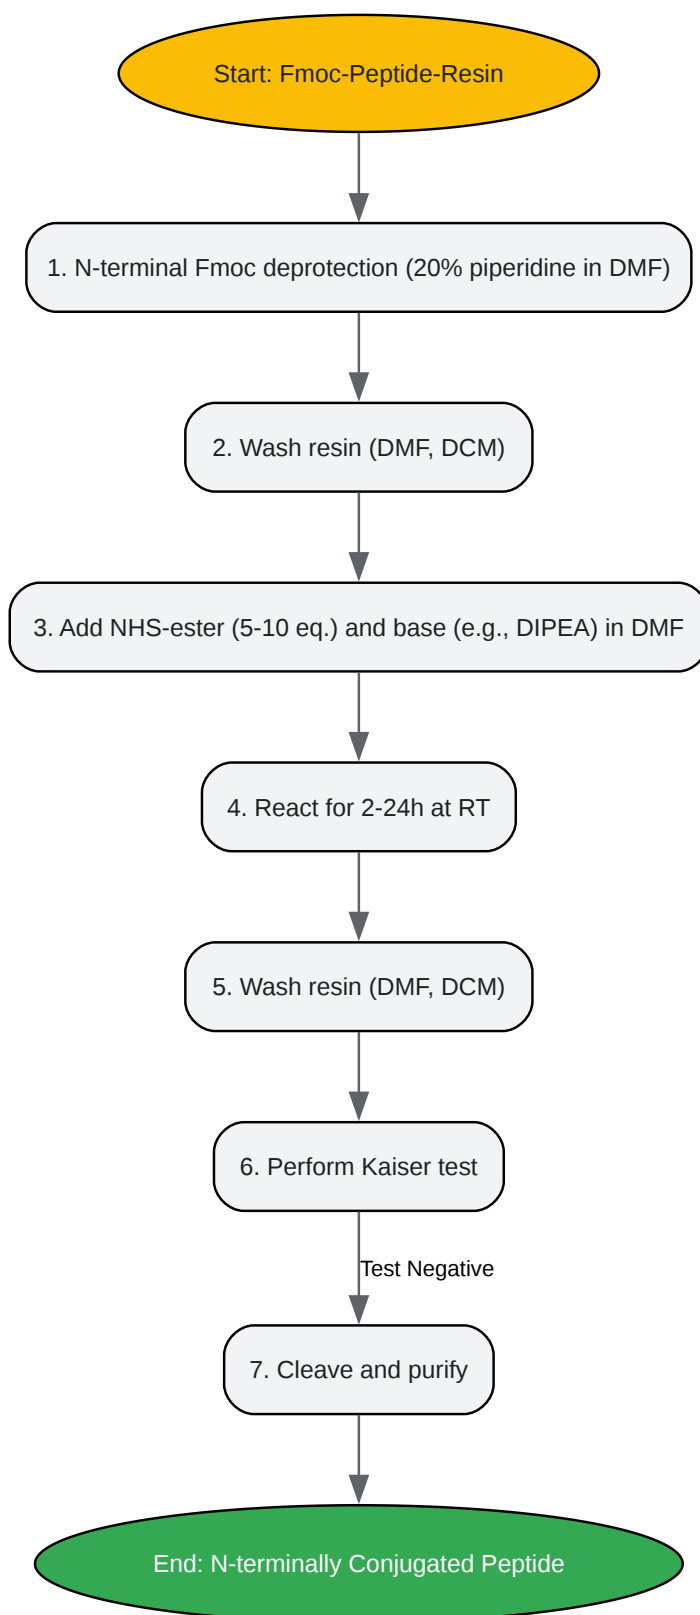 Start: Fmoc-Peptide-Resin
1. N-terminal Fmoc deprotection (20% piperidine in DMF)
2. Wash resin (DMF, DCM)
3. Add NHS-ester (5-10 eq.) and base (e.g., DIPEA) in DMF
4. React for 2-24h at RT
5. Wash resin (DMF, DCM)
6. Perform Kaiser test
Test Negative
7. Cleave and purify
End: N-terminally Conjugated Peptide